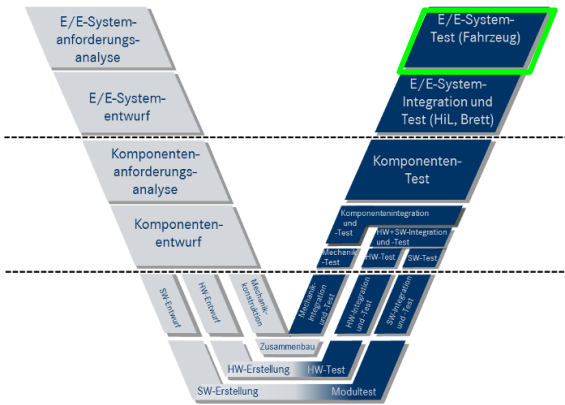 E/E-System-
anforderungs-
analyse
E/E-System-
Test (Fahrzeug)
E/E-System-
entwurf
E/E-System-
Integration und
Test (HiL, Brett)
Komponenten-
anforderungs-
analyse
Komponenten-
Test
Komponenten-
entwurf
Komponentenintegration
und
-Test
HW+SW-Integration
und -Test
Mechanik
-Test
HW-Test
SW-Test
SW-Entwurf
HW-Entwurf
Mechanik-
konstruktion
Mechanik-
Integration
und -Test
HW-Integration
und -Test
SW-Integration
und -Test
Zusammenbau
HW-Erstellung
HW-Test
SW-Erstellung
Modultest